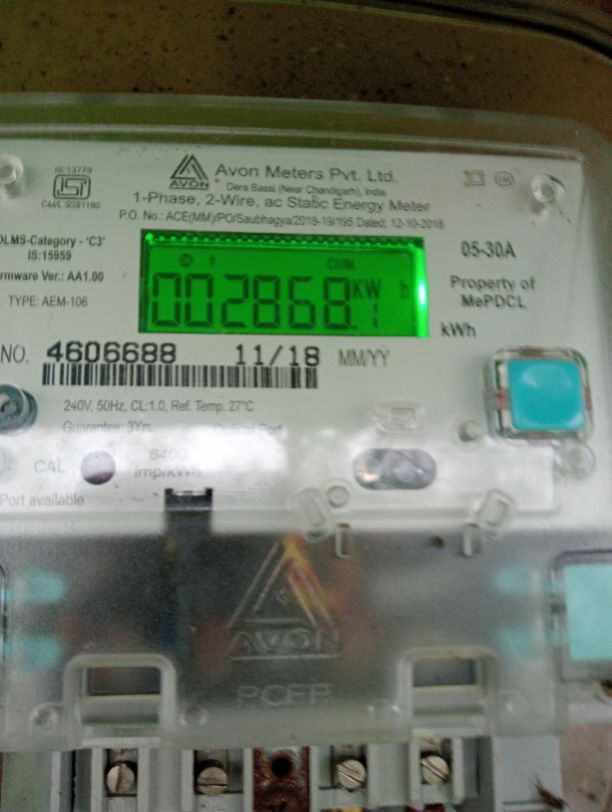 IS:13779
CM/L 9281180
AVON
Avon Meters Pvt. Ltd.
Dera Bassi (Near Chandigarh), India
1-Phase, 2-Wire, ac Static Energy Meter
P.O. No.: ACE(MM)/PO/Saubhagya/2018-19/195 Dated: 12-10-2018
DLMS-Category - 'C3'
IS:15959
Firmware Ver.: AA1.00
TYPE: AEM-106
CUM
002868 KW h
05-30A
Property of
MePDCL
kWh
NO. 4606688 11/18 MM/YY
240V, 50Hz, CL:1.0, Ref. Temp. 27°C
Guarantee: 3Yrs.
CAL
6400
imp/kWh
Port available
AVON